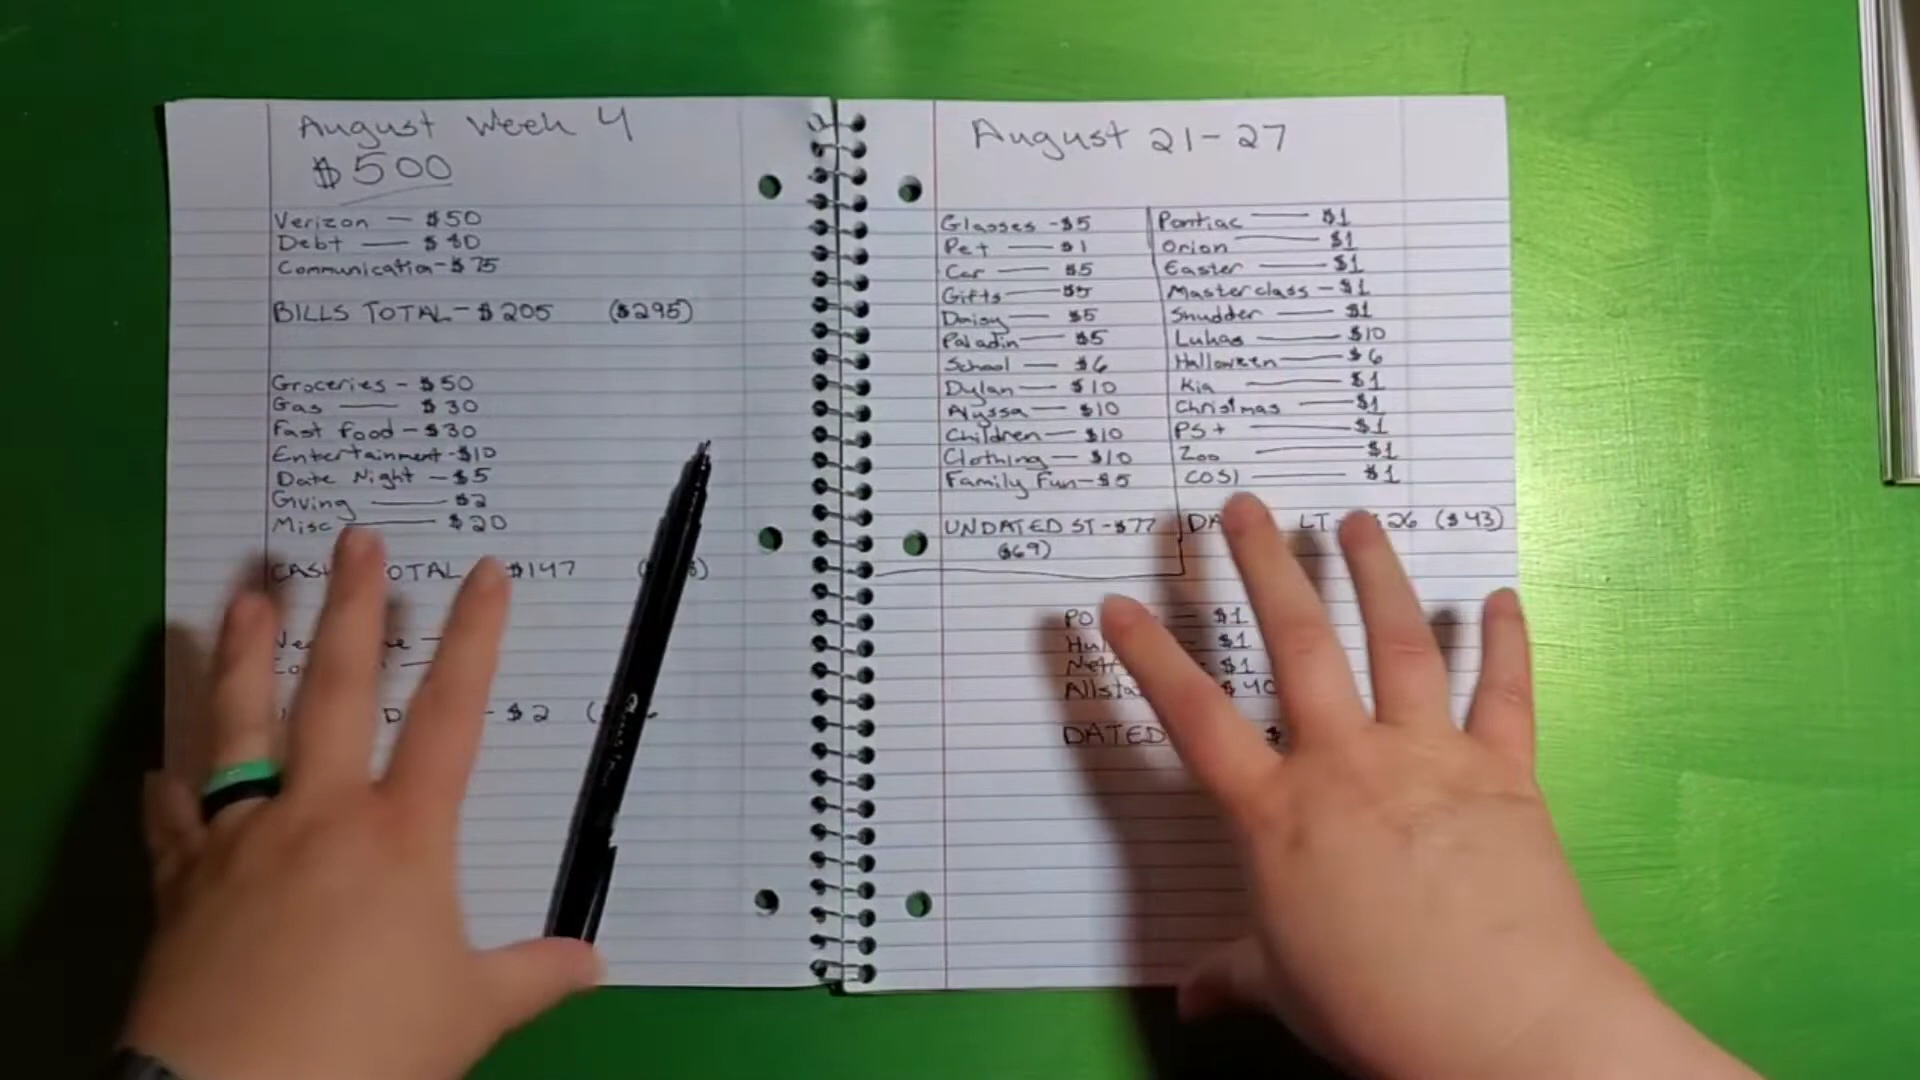 August Week 4
$500
Verizon — $50
Debt — $80
Communication - $75
BILLS TOTAL - $205 ($295)
Groceries - $50
Gas — $30
Fast food - $30
Entertainment - $10
Date Night - $5
Giving — $2
Misc — $20
$147
- $2
August 21-27
Glasses - $5
Pet — $1
Car — $5
Gifts — $5
Daisy — $5
Paladin — $5
School — $6
Dylan — $10
Alyssa — $10
Children — $10
Clothing — $10
Family Fun - $5
UNDATED ST - $77
($69)
Pontiac — $1
Orion — $1
Easter — $1
Masterclass - $1
Shudder — $1
Lukas — $10
Halloween — $6
Kia — $1
Christmas — $1
PS+ — $1
Zoo — $1
COSI — $1
LT 26 ($43)
PO — $1
$1
$1
$40
DATED